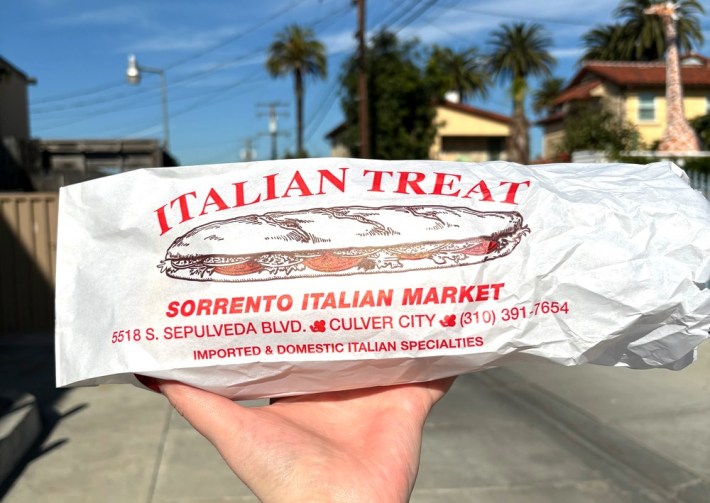 ITALIAN TREAT
SORRENTO ITALIAN MARKET
5518 S. SEPULVEDA BLVD. CULVER CITY (310) 391-7654
IMPORTED & DOMESTIC ITALIAN SPECIALTIES